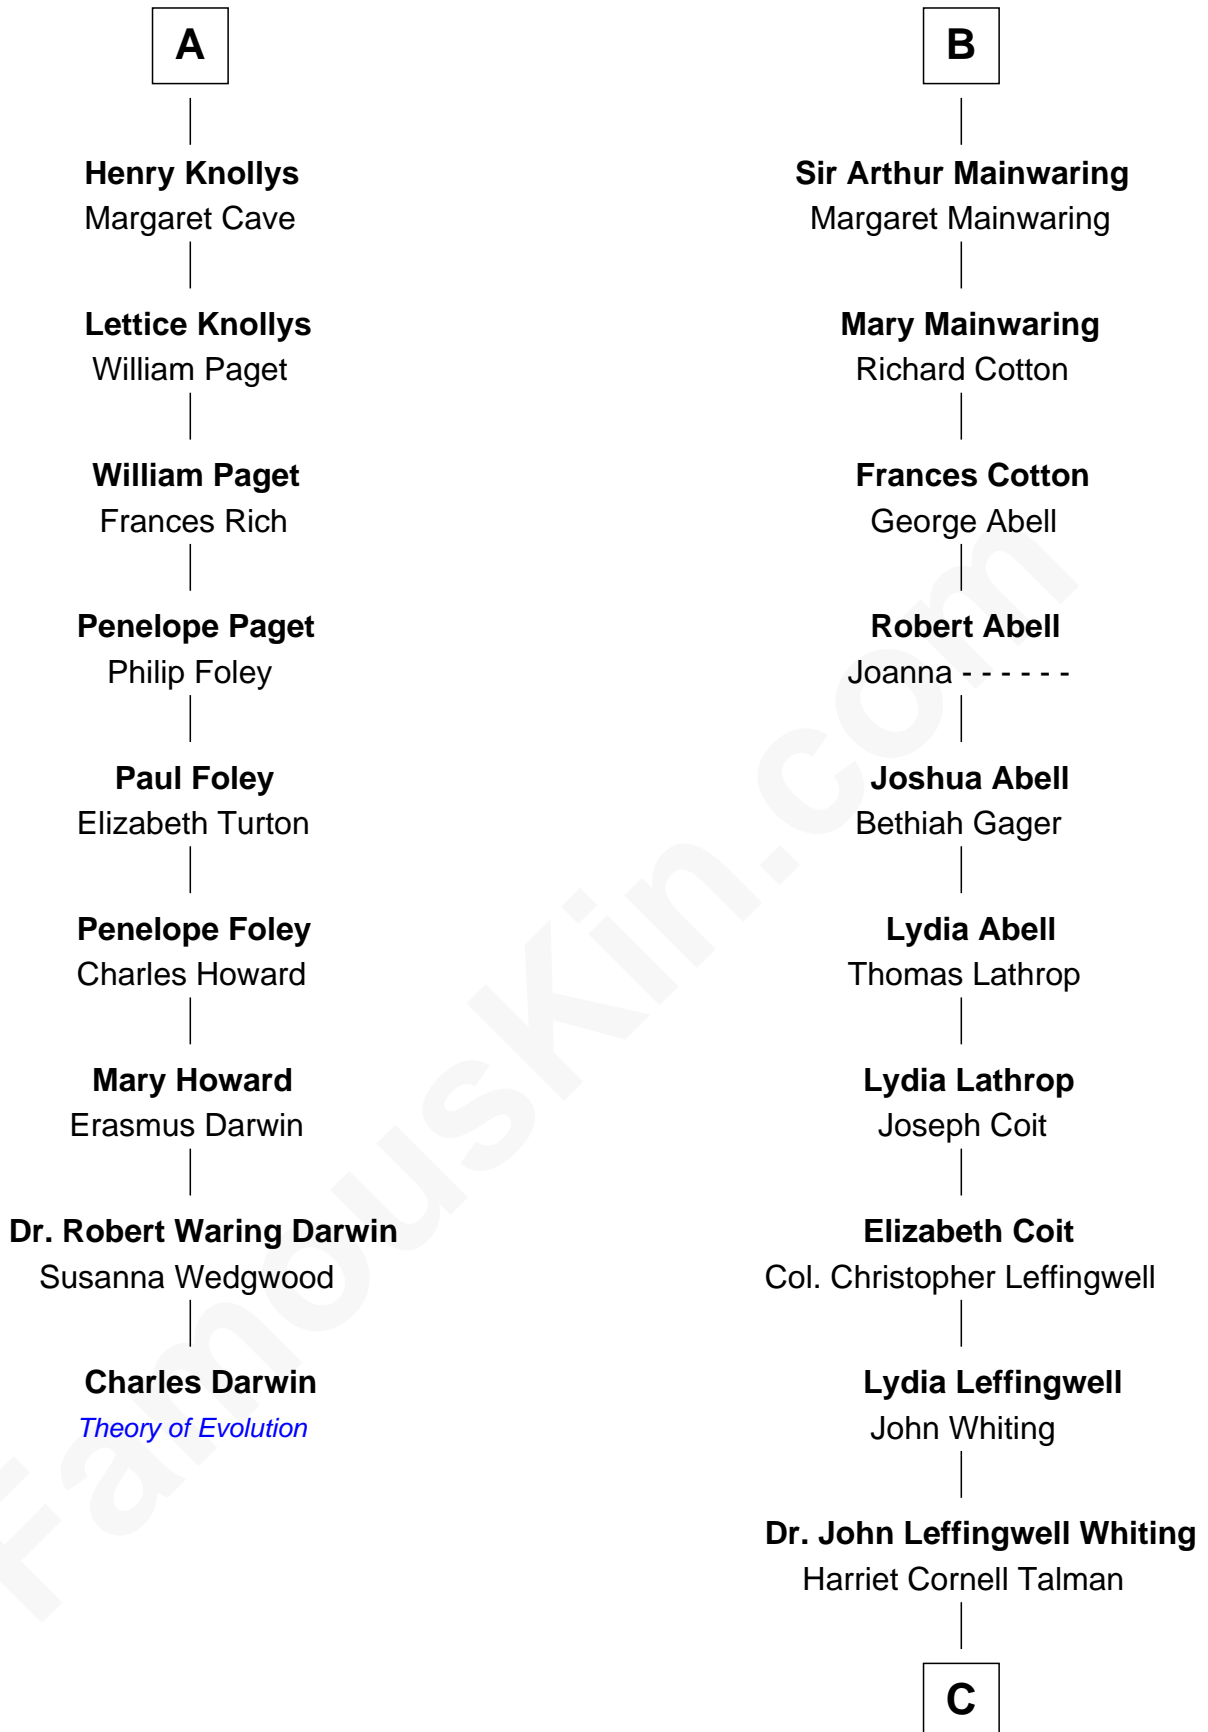 A
Henry Knollys
Margaret Cave
Lettice Knollys
William Paget
William Paget
Frances Rich
Penelope Paget
Philip Foley
Paul Foley
Elizabeth Turton
Penelope Foley
Charles Howard
Mary Howard
Erasmus Darwin
Dr. Robert Waring Darwin
Susanna Wedgwood
Charles Darwin
Theory of Evolution
B
Sir Arthur Mainwaring
Margaret Mainwaring
Mary Mainwaring
Richard Cotton
Frances Cotton
George Abell
Robert Abell
Joanna - - - - - -
Joshua Abell
Bethiah Gager
Lydia Abell
Thomas Lathrop
Lydia Lathrop
Joseph Coit
Elizabeth Coit
Col. Christopher Leffingwell
Lydia Leffingwell
John Whiting
Dr. John Leffingwell Whiting
Harriet Cornell Talman
C
FamousKin.com